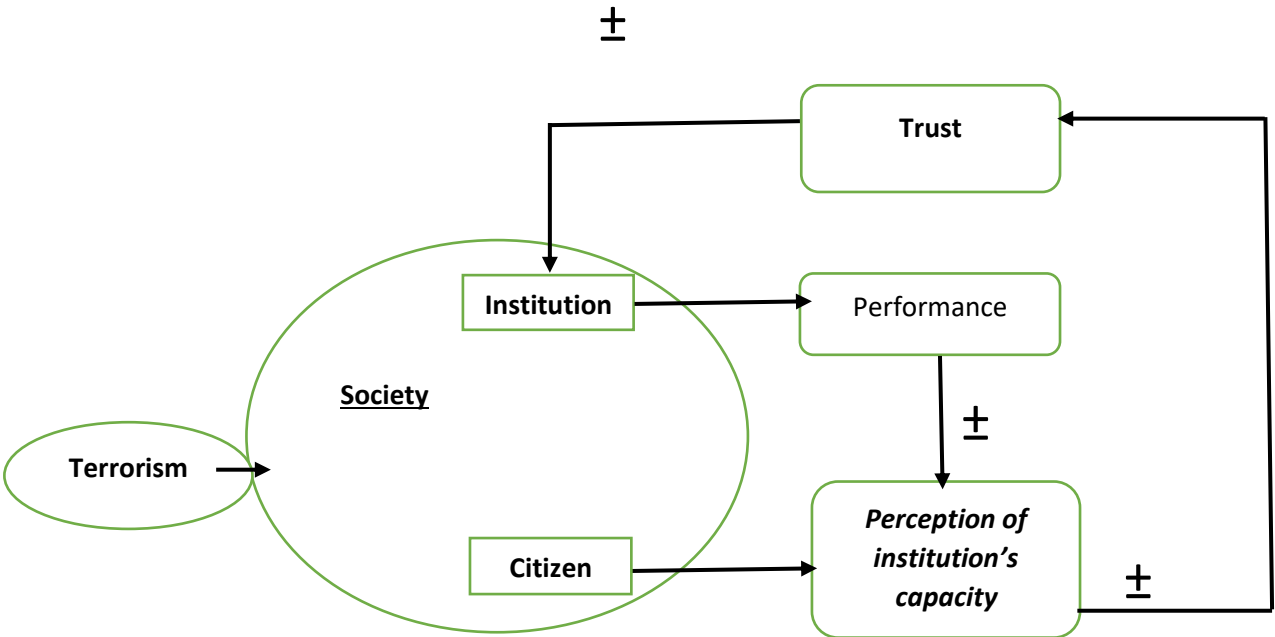 ±
Trust
Institution
Performance
Society
±
Terrorism
Perception of
institution’s
capacity
Citizen
±